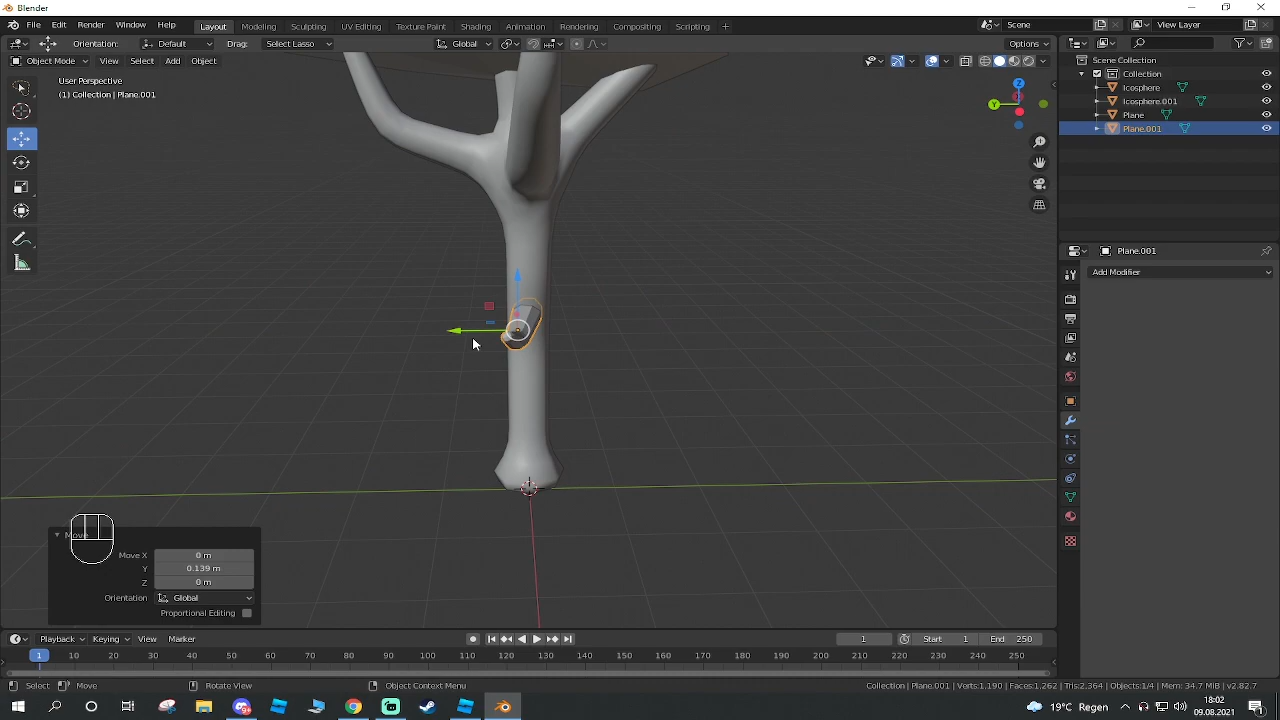 Blender
File Edit Render Window Help Layout Modeling Sculpting UV Editing Texture Paint Shading Animation Rendering Compositing Scripting + Scene View Layer
Orientation: Default Drag: Select Lasso Global Options
Object Mode View Select Add Object
User Perspective
(1) Collection | Plane.001
Z
Y
Scene Collection
Collection
Icosphere
Icosphere.001
Plane
Plane.001
Plane.001
Add Modifier
Move
Move X 0 m
Y 0.139 m
Z 0 m
Orientation Global
Proportional Editing
Playback Keying View Marker 1 Start 1 End 250
1 10 20 30 40 50 60 70 80 90 100 110 120 130 140 150 160 170 180 190 200 210 220 230 240 250
Select Move Rotate View Object Context Menu Collection | Plane.001 | Verts:1.190 | Faces:1.262 | Tris:2.364 | Objects:1/4 | Mem: 34.7 MiB | v2.82.7
19°C Regen 18:02
09.08.2021